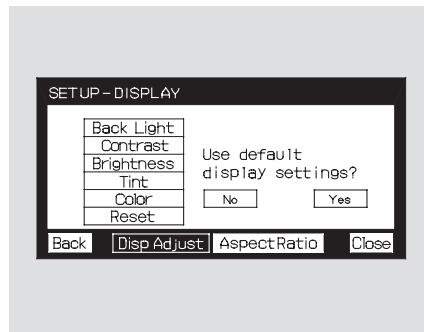 SETUP-DISPLAY
Back Light
Contrast
Brightness
Tint
Color
Reset
Use default
display settings?
No Yes
Back Disp Adjust AspectRatio Close